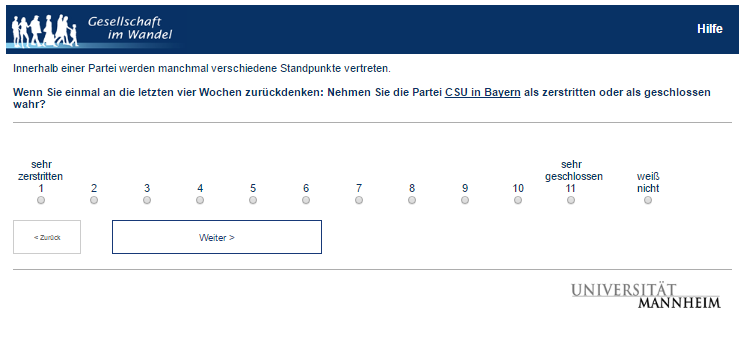 Gesellschaft
im Wandel
Hilfe
Innerhalb einer Partei werden manchmal verschiedene Standpunkte vertreten.
Wenn Sie einmal an die letzten vier Wochen zurückdenken: Nehmen Sie die Partei CSU in Bayern als zerstritten oder als geschlossen
wahr?
sehr zerstritten
sehr geschlossen
weiß nicht
1 2 3 4 5 6 7 8 9 10 11
< Zurück
Weiter >
UNIVERSITÄT
MANNHEIM